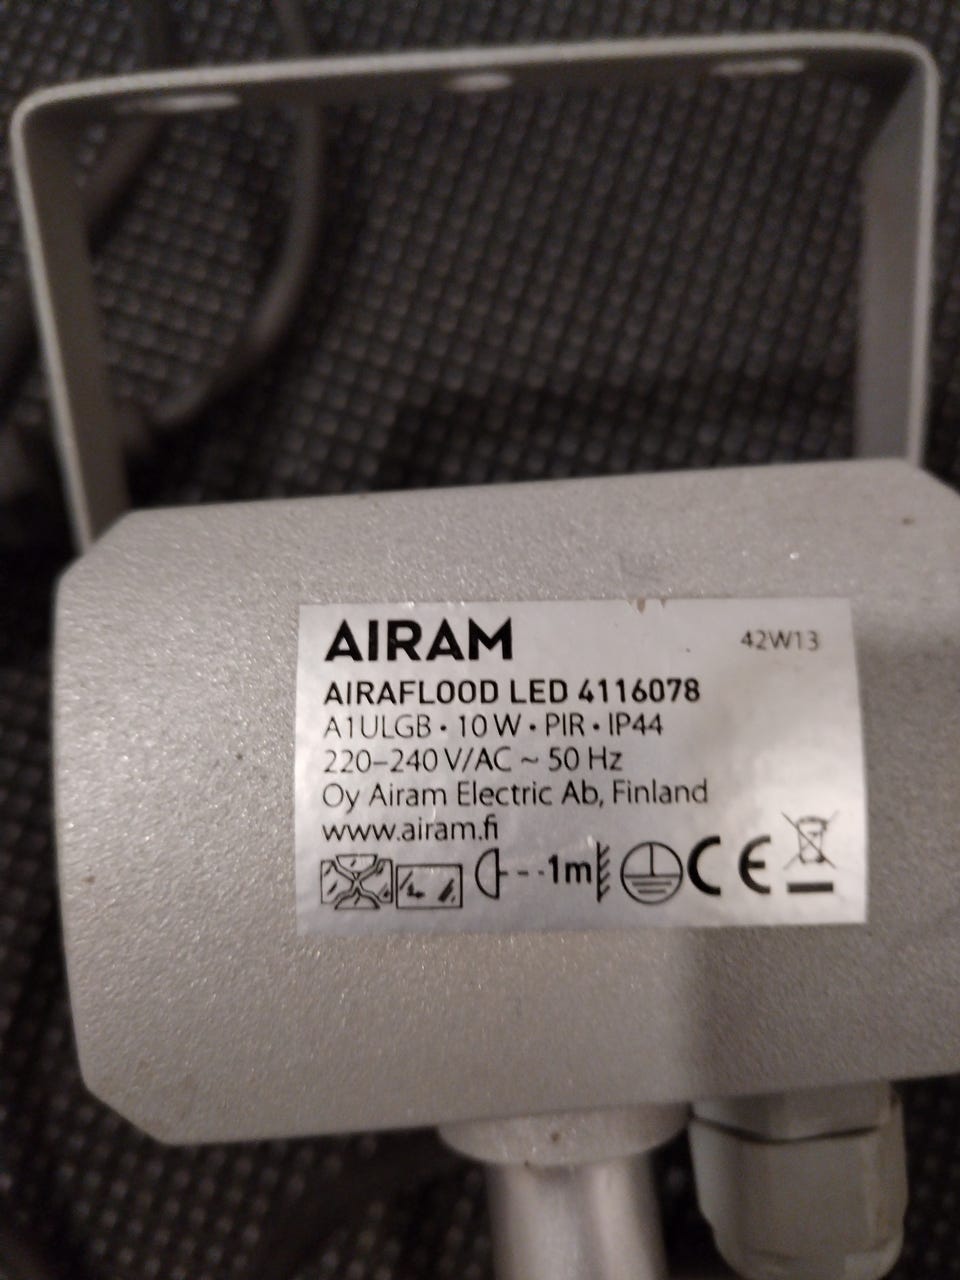 AIRAM
42W13
AIRAFLOOD LED 4116078
A1ULGB · 10 W · PIR · IP44
220–240 V/AC ~ 50 Hz
Oy Airam Electric Ab, Finland
www.airam.fi
1m CE